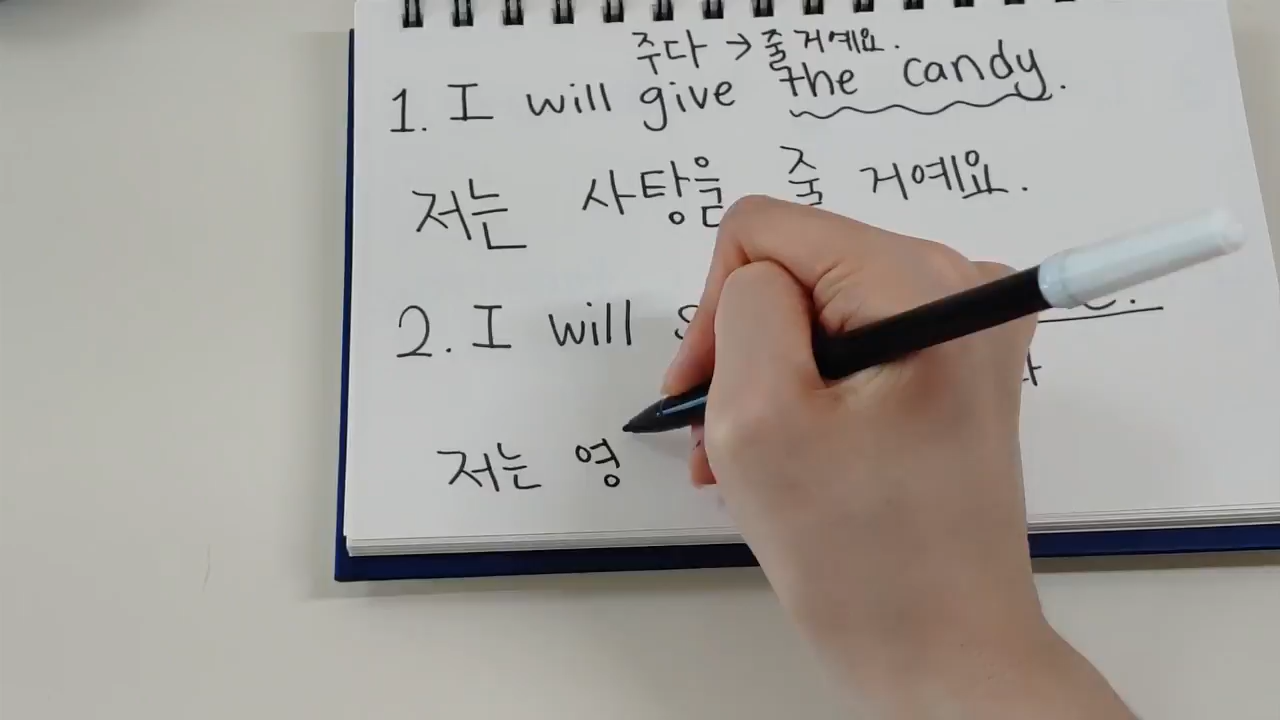 주다 → 줄 거예요.
1. I will give the candy.
저는 사탕을 줄 거예요.
2. I will
저는 영